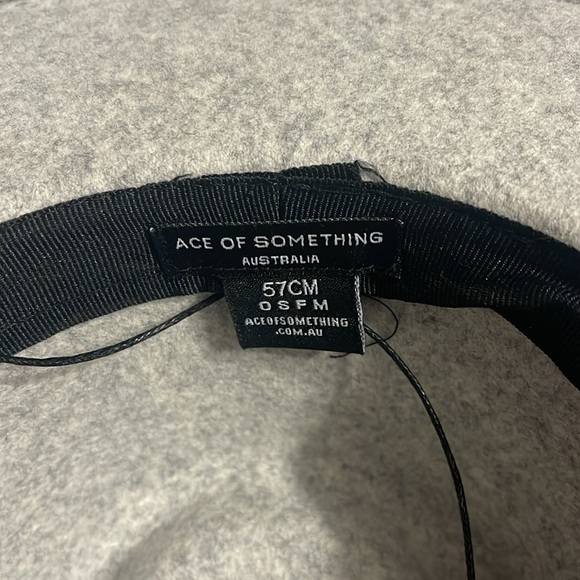 ACE OF SOMETHING
AUSTRALIA
57CM
OSFM
ACEOFSOMETHING
.COM.AU